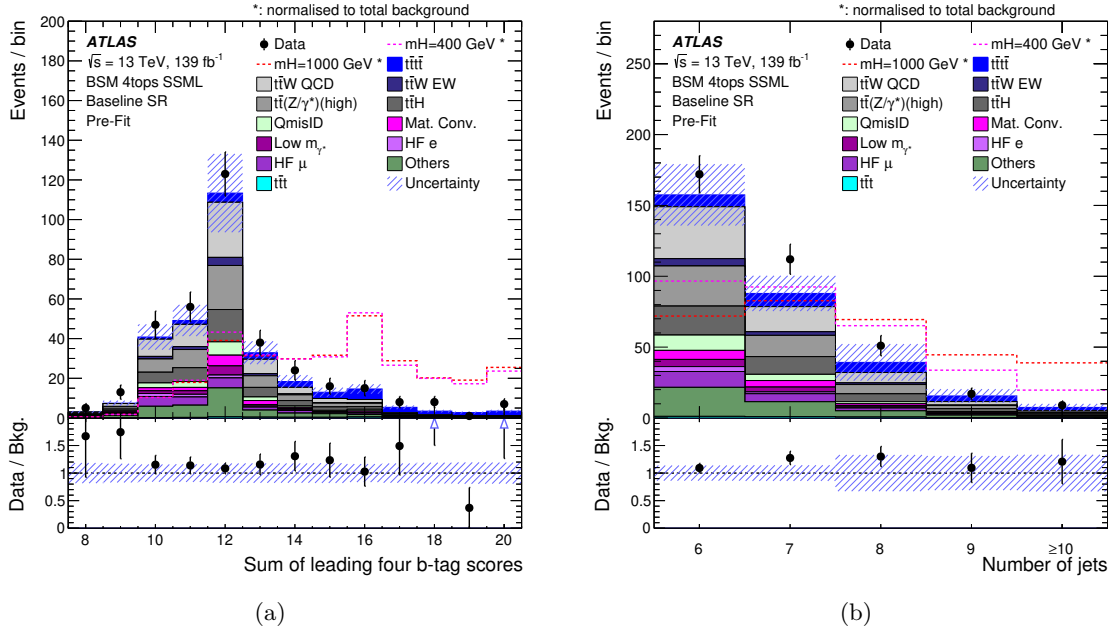 *: normalised to total background
Events / bin
200
180
160
140
120
100
80
60
40
20
0
ATLAS
√s = 13 TeV, 139 fb⁻¹
BSM 4tops SSML
Baseline SR
Pre-Fit
Data
mH=400 GeV *
mH=1000 GeV *
tt̄tt̄
tt̄W QCD
tt̄W EW
tt̄(Z/γ*)(high)
tt̄H
QmisID
Mat. Conv.
Low mγ*
HF e
HF μ
Others
tt̄t
Uncertainty
Data / Bkg.
1.5
1
0.5
0
8 10 12 14 16 18 20
Sum of leading four b-tag scores
(a)
*: normalised to total background
Events / bin
250
200
150
100
50
0
ATLAS
√s = 13 TeV, 139 fb⁻¹
BSM 4tops SSML
Baseline SR
Pre-Fit
Data
mH=400 GeV *
mH=1000 GeV *
tt̄tt̄
tt̄W QCD
tt̄W EW
tt̄(Z/γ*)(high)
tt̄H
QmisID
Mat. Conv.
Low mγ*
HF e
HF μ
Others
tt̄t
Uncertainty
Data / Bkg.
1.5
1
0.5
0
6 7 8 9 ≥10
Number of jets
(b)